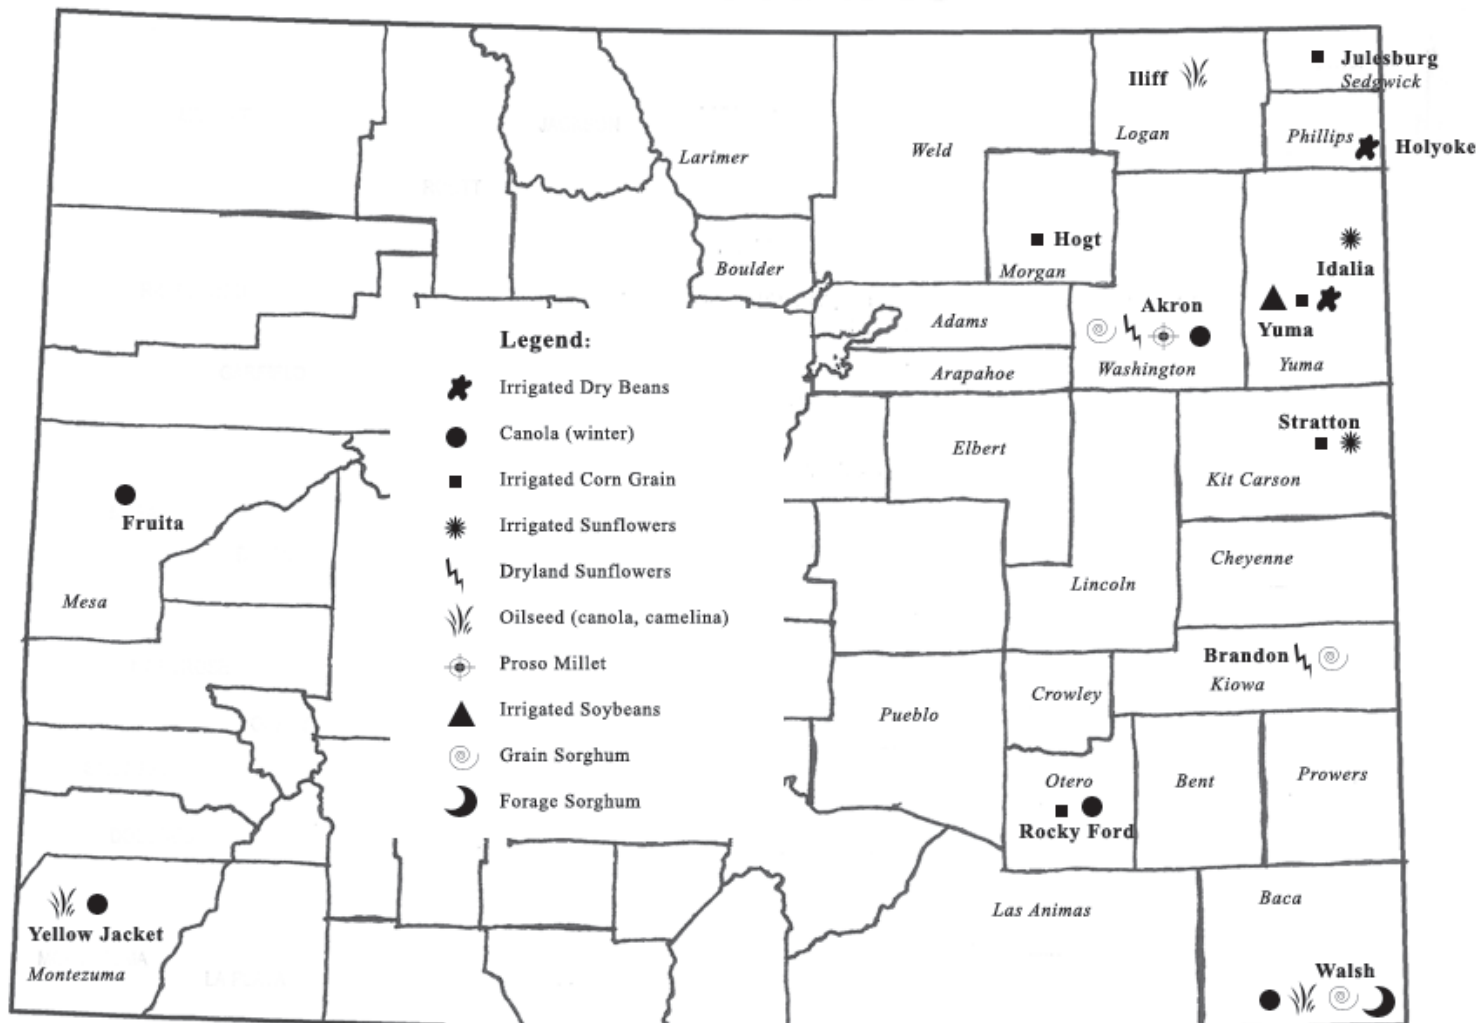 Julesburg
Sedgwick
Iliff
Logan
Phillips
Holyoke
Larimer
Weld
Hogt
Morgan
Boulder
Idalia
Akron
Yuma
Adams
Washington
Yuma
Arapahoe
Stratton
Kit Carson
Elbert
Cheyenne
Lincoln
Fruita
Mesa
Legend:
Irrigated Dry Beans
Canola (winter)
Irrigated Corn Grain
Irrigated Sunflowers
Dryland Sunflowers
Oilseed (canola, camelina)
Proso Millet
Irrigated Soybeans
Grain Sorghum
Forage Sorghum
Brandon
Kiowa
Crowley
Pueblo
Otero
Bent
Prowers
Rocky Ford
Las Animas
Baca
Walsh
Yellow Jacket
Montezuma